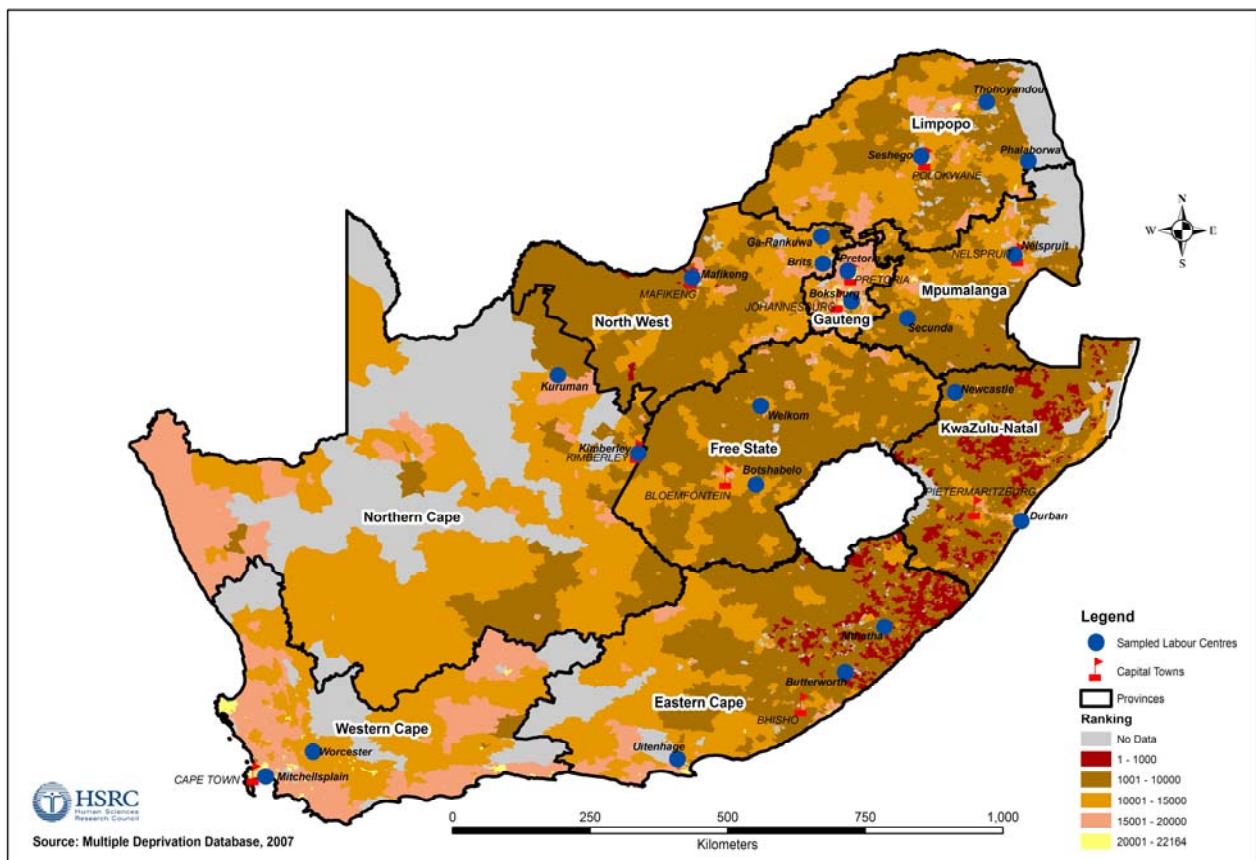 Thohoyandou
Limpopo
Seshego
Phalaborwa
POLOKWANE
N
W E
S
Ga-Rankuwa
Nelspruit
NELSPRUIT
Brits
Pretoria
PRETORIA
Mafikeng
MAFIKENG
Mpumalanga
Boksburg
JOHANNESBURG
North West
Gauteng
Secunda
Kuruman
Newcastle
Welkom
KwaZulu-Natal
Kimberley
KIMBERLEY
Free State
Botshabelo
BLOEMFONTEIN
PIETERMARITZBURG
Northern Cape
Durban
Mthatha
Butterworth
Eastern Cape
BHISHO
Western Cape
Uitenhage
Worcester
CAPE TOWN
Mitchellsplain
Legend
Sampled Labour Centres
Capital Towns
Provinces
Ranking
No Data
1 - 1000
1001 - 10000
10001 - 15000
15001 - 20000
20001 - 22164
HSRC
Human Sciences
Research Council
Source: Multiple Deprivation Database, 2007
0 250 500 750 1,000
Kilometers